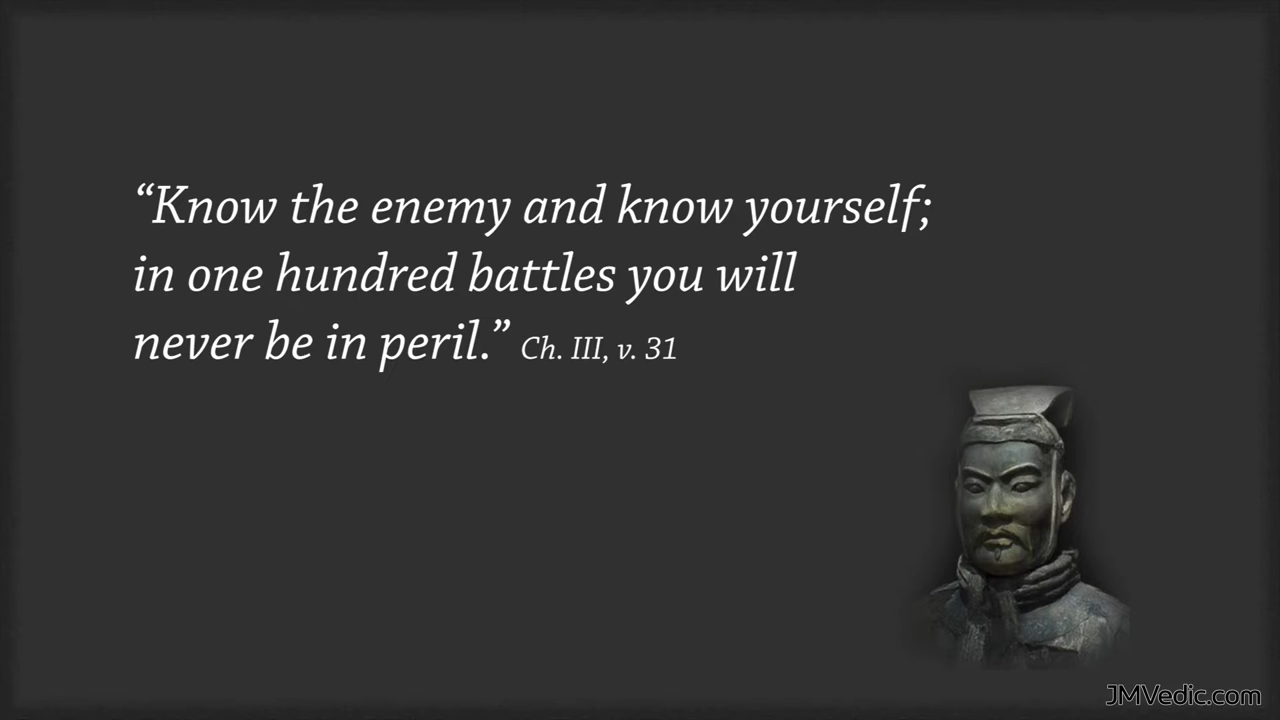 “Know the enemy and know yourself;
in one hundred battles you will
never be in peril.” Ch. III, v. 31
JMVedic.com